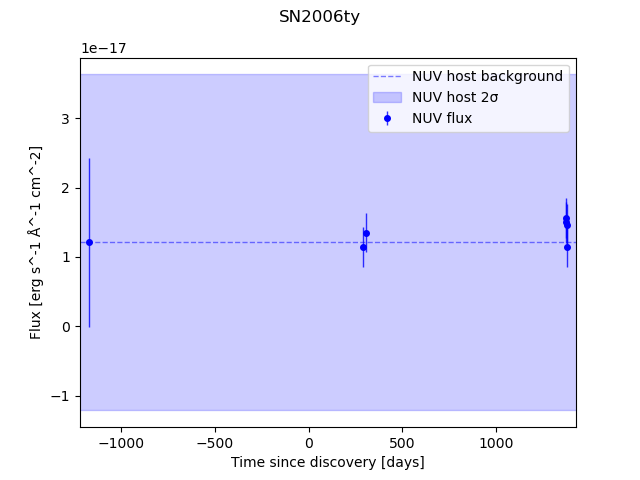 SN2006ty
1e−17
NUV host background
NUV host 2σ
NUV flux
3
2
1
0
−1
Flux [erg s^-1 Å^-1 cm^-2]
−1000 −500 0 500 1000
Time since discovery [days]